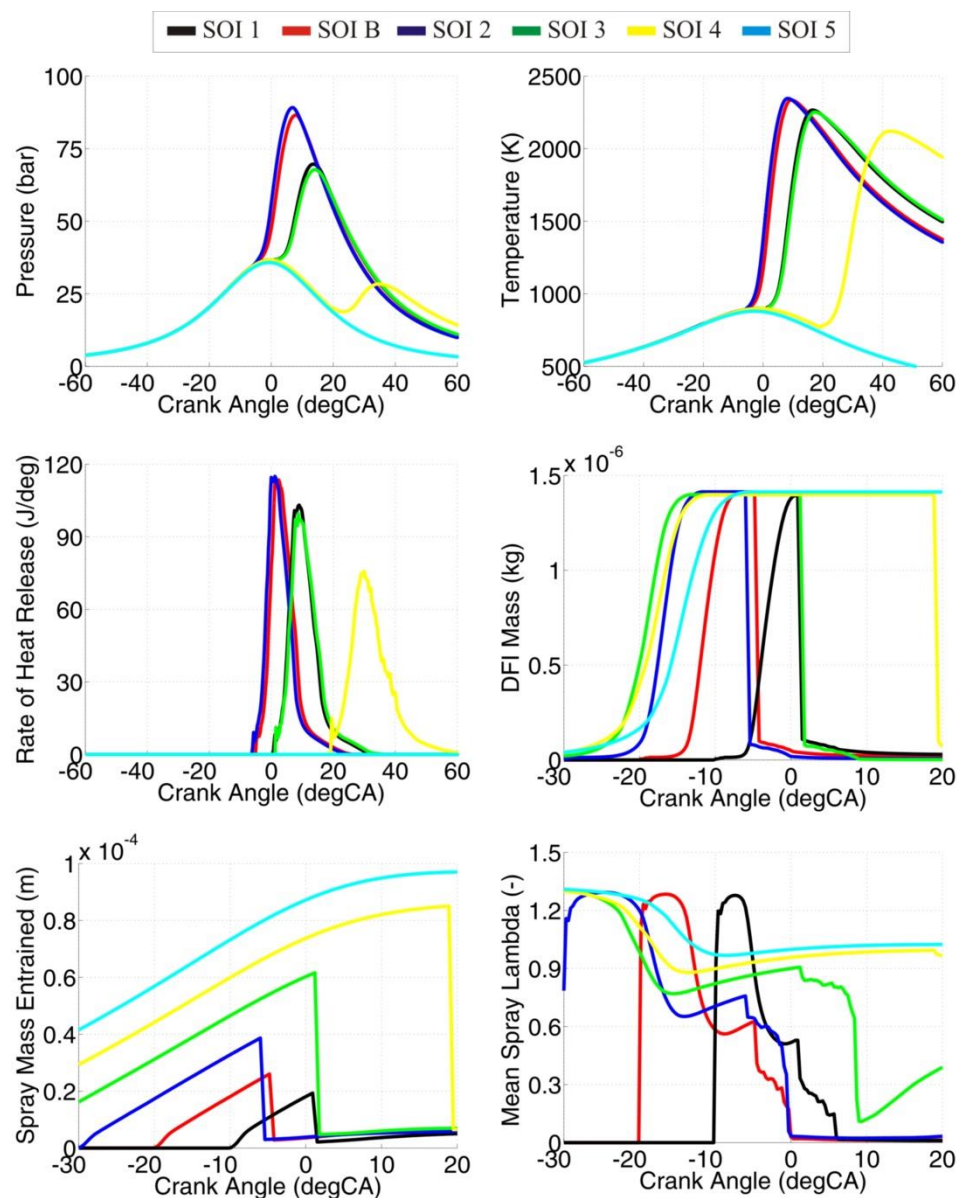 SOI 1 SOI B SOI 2 SOI 3 SOI 4 SOI 5
100
75
50
25
0
-60 -40 -20 0 20 40 60
Pressure (bar)
Crank Angle (degCA)
2500
2000
1500
1000
500
-60 -40 -20 0 20 40 60
Temperature (K)
Crank Angle (degCA)
120
90
60
30
0
-60 -40 -20 0 20 40 60
Rate of Heat Release (J/deg)
Crank Angle (degCA)
x 10-6
1.5
1
0.5
0
-30 -20 -10 0 10 20
DFI Mass (kg)
Crank Angle (degCA)
x 10-4
1
0.8
0.6
0.4
0.2
0
-30 -20 -10 0 10 20
Spray Mass Entrained (m)
Crank Angle (degCA)
1.5
1.2
0.9
0.6
0.3
0
-30 -20 -10 0 10 20
Mean Spray Lambda (-)
Crank Angle (degCA)